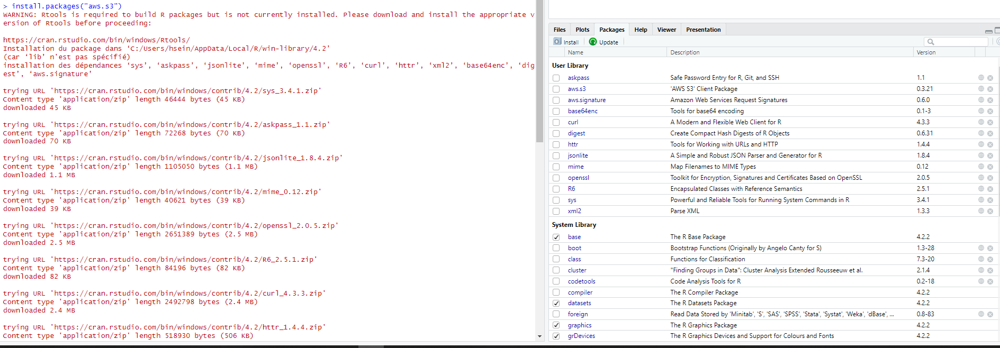 > install.packages("aws.s3")
WARNING: Rtools is required to build R packages but is not currently installed. Please download and install the appropriate v
ersion of Rtools before proceeding:
https://cran.rstudio.com/bin/windows/Rtools/
Installation du package dans ‘C:/Users/hsein/AppData/Local/R/win-library/4.2’
(car ‘lib’ n'est pas spécifié)
installation des dépendances ‘sys’, ‘askpass’, ‘jsonlite’, ‘mime’, ‘openssl’, ‘R6’, ‘curl’, ‘httr’, ‘xml2’, ‘base64enc’, ‘dig
est’, ‘aws.signature’
trying URL 'https://cran.rstudio.com/bin/windows/contrib/4.2/sys_3.4.1.zip'
Content type 'application/zip' length 46444 bytes (45 KB)
downloaded 45 KB
trying URL 'https://cran.rstudio.com/bin/windows/contrib/4.2/askpass_1.1.zip'
Content type 'application/zip' length 72268 bytes (70 KB)
downloaded 70 KB
trying URL 'https://cran.rstudio.com/bin/windows/contrib/4.2/jsonlite_1.8.4.zip'
Content type 'application/zip' length 1105050 bytes (1.1 MB)
downloaded 1.1 MB
trying URL 'https://cran.rstudio.com/bin/windows/contrib/4.2/mime_0.12.zip'
Content type 'application/zip' length 40621 bytes (39 KB)
downloaded 39 KB
trying URL 'https://cran.rstudio.com/bin/windows/contrib/4.2/openssl_2.0.5.zip'
Content type 'application/zip' length 2651389 bytes (2.5 MB)
downloaded 2.5 MB
trying URL 'https://cran.rstudio.com/bin/windows/contrib/4.2/R6_2.5.1.zip'
Content type 'application/zip' length 84196 bytes (82 KB)
downloaded 82 KB
trying URL 'https://cran.rstudio.com/bin/windows/contrib/4.2/curl_4.3.3.zip'
Content type 'application/zip' length 2492798 bytes (2.4 MB)
downloaded 2.4 MB
trying URL 'https://cran.rstudio.com/bin/windows/contrib/4.2/httr_1.4.4.zip'
Content type 'application/zip' length 518930 bytes (506 KB)
Files Plots Packages Help Viewer Presentation
Install Update
Name Description Version
User Library
askpass Safe Password Entry for R, Git, and SSH 1.1
aws.s3 'AWS S3' Client Package 0.3.21
aws.signature Amazon Web Services Request Signatures 0.6.0
base64enc Tools for base64 encoding 0.1-3
curl A Modern and Flexible Web Client for R 4.3.3
digest Create Compact Hash Digests of R Objects 0.6.31
httr Tools for Working with URLs and HTTP 1.4.4
jsonlite A Simple and Robust JSON Parser and Generator for R 1.8.4
mime Map Filenames to MIME Types 0.12
openssl Toolkit for Encryption, Signatures and Certificates Based on OpenSSL 2.0.5
R6 Encapsulated Classes with Reference Semantics 2.5.1
sys Powerful and Reliable Tools for Running System Commands in R 3.4.1
xml2 Parse XML 1.3.3
System Library
base The R Base Package 4.2.2
boot Bootstrap Functions (Originally by Angelo Canty for S) 1.3-28
class Functions for Classification 7.3-20
cluster "Finding Groups in Data": Cluster Analysis Extended Rousseeuw et al. 2.1.4
codetools Code Analysis Tools for R 0.2-18
compiler The R Compiler Package 4.2.2
datasets The R Datasets Package 4.2.2
foreign Read Data Stored by 'Minitab', 'S', 'SAS', 'SPSS', 'Stata', 'Systat', 'Weka', 'dBase', ... 0.8-83
graphics The R Graphics Package 4.2.2
grDevices The R Graphics Devices and Support for Colours and Fonts 4.2.2